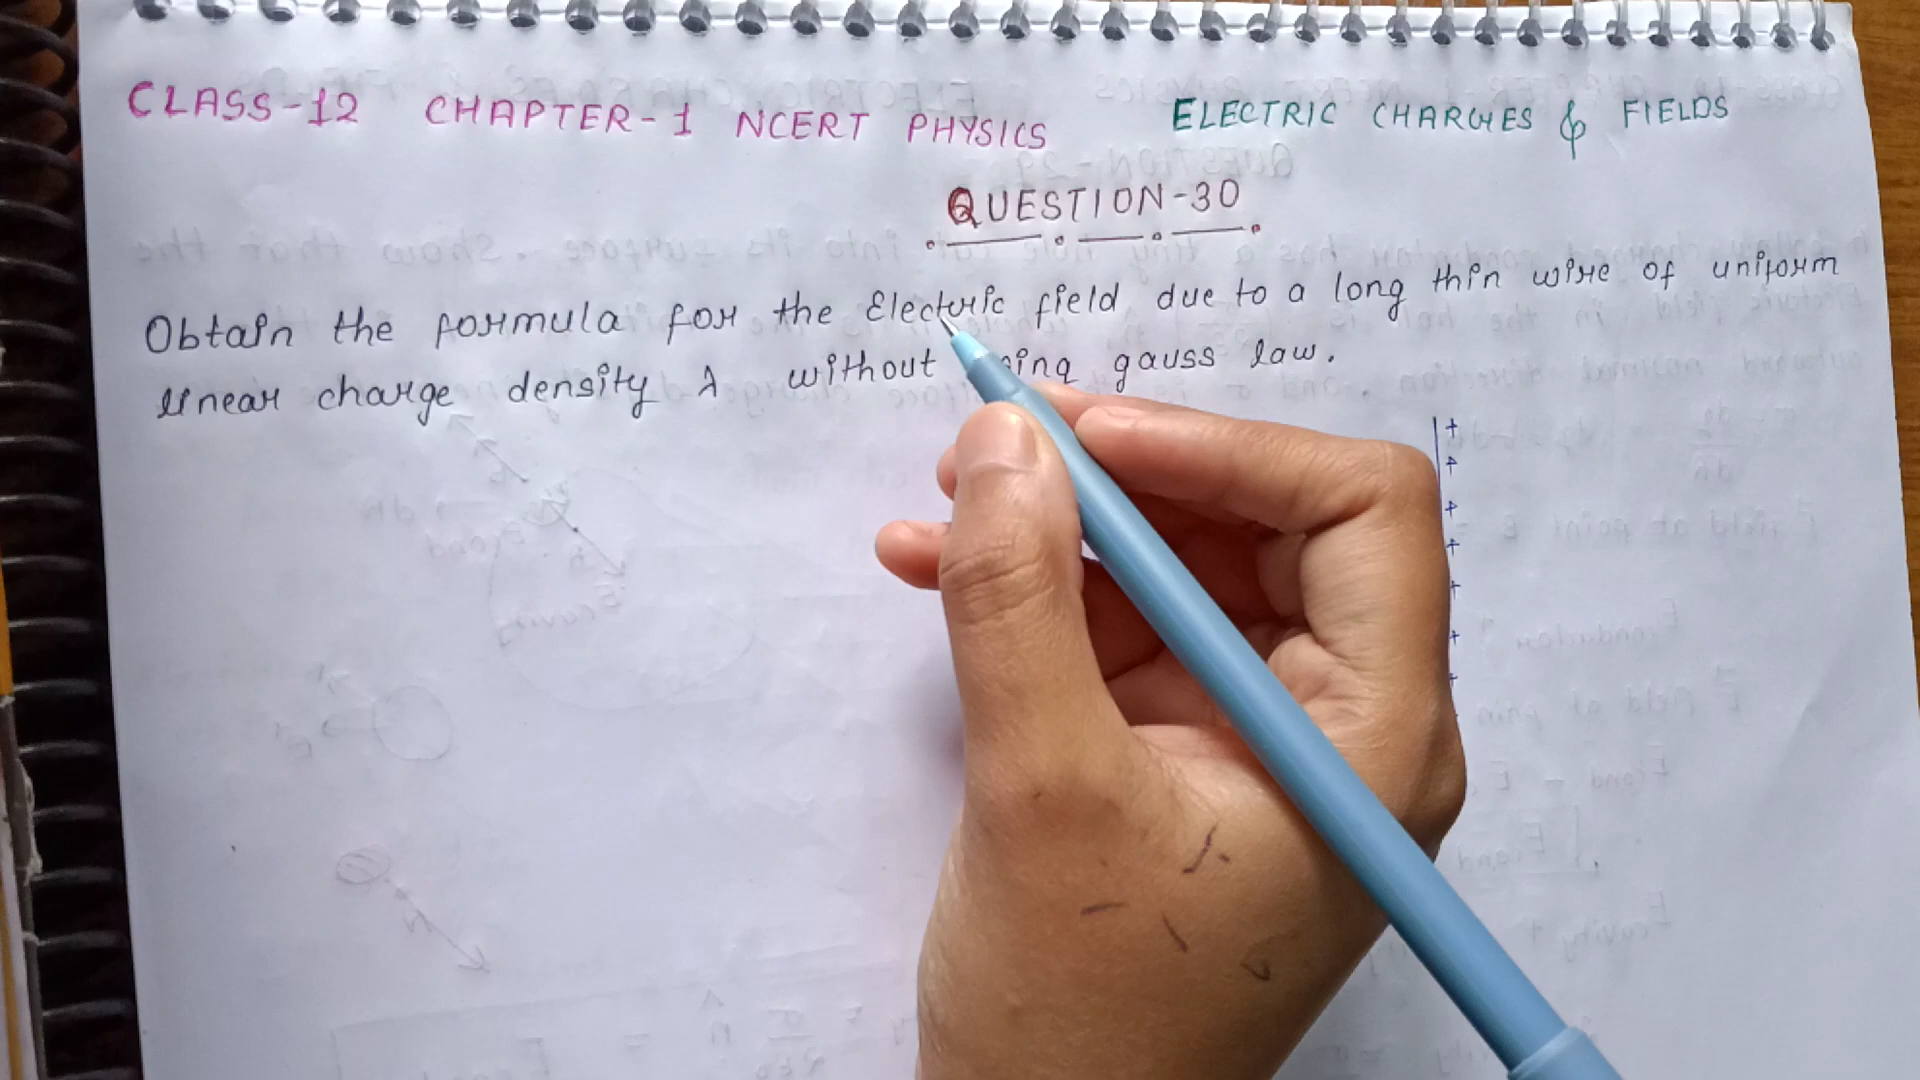 CLASS-12 CHAPTER-1 NCERT PHYSICS ELECTRIC CHARGES & FIELDS
QUESTION-30
Obtain the formula for the Electric field due to a long thin wire of uniform
linear charge density λ without gauss law.
+
+
+
+
+
+
+